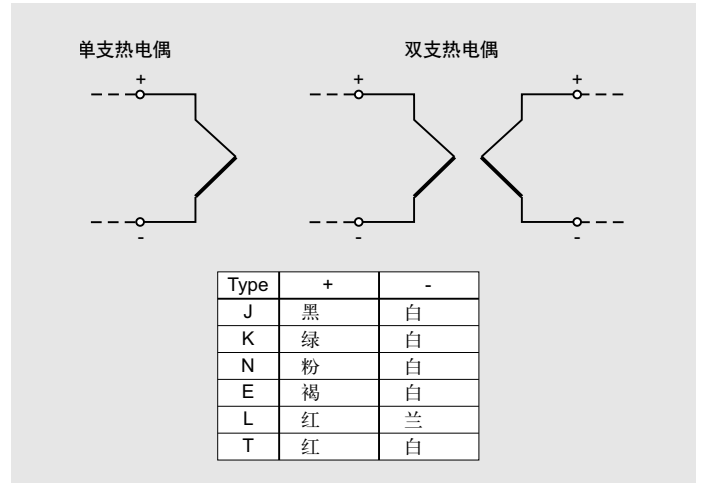 单支热电偶 双支热电偶
+ + +
- - -
Type + -
J 黑 白
K 绿 白
N 粉 白
E 褐 白
L 红 兰
T 红 白